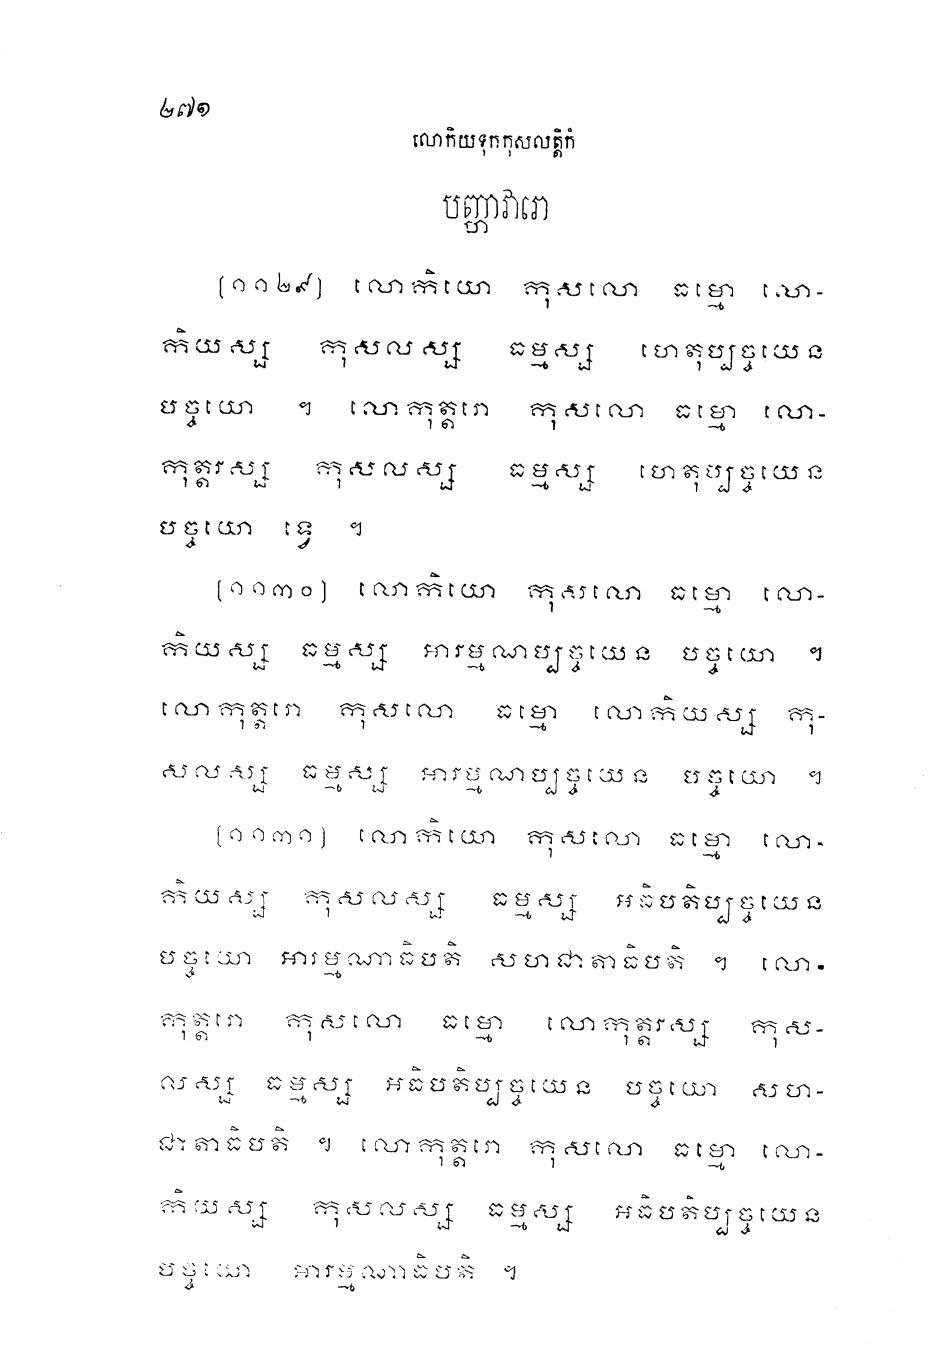 ២៧១
លោកិយទុកកុសលត្តិកំ
បញ្ហាវារោ
[១១២៩] លោកិយោ កុសលោ ធម្មោ លោ-
កិយស្ស កុសលស្ស ធម្មស្ស ហេតុប្បច្ចយេន
បច្ចយោ ។ លោកុត្តរោ កុសលោ ធម្មោ លោ-
កុត្តរស្ស កុសលស្ស ធម្មស្ស ហេតុប្បច្ចយេន
បច្ចយោ ទ្វេ ។
[១១៣០] លោកិយោ កុសលោ ធម្មោ លោ-
កិយស្ស ធម្មស្ស អារម្មណប្បច្ចយេន បច្ចយោ ។
លោកុត្តរោ កុសលោ ធម្មោ លោកិយស្ស កុ-
សលស្ស ធម្មស្ស អារម្មណប្បច្ចយេន បច្ចយោ ។
[១១៣១] លោកិយោ កុសលោ ធម្មោ លោ-
កិយស្ស កុសលស្ស ធម្មស្ស អធិបតិប្បច្ចយេន
បច្ចយោ អារម្មណាធិបតិ សហជាតាធិបតិ ។ លោ-
កុត្តរោ កុសលោ ធម្មោ លោកុត្តរស្ស កុស-
លស្ស ធម្មស្ស អធិបតិប្បច្ចយេន បច្ចយោ សហ-
ជាតាធិបតិ ។ លោកុត្តរោ កុសលោ ធម្មោ លោ-
កិយស្ស កុសលស្ស ធម្មស្ស អធិបតិប្បច្ចយេន
បច្ចយោ អារម្មណាធិបតិ ។